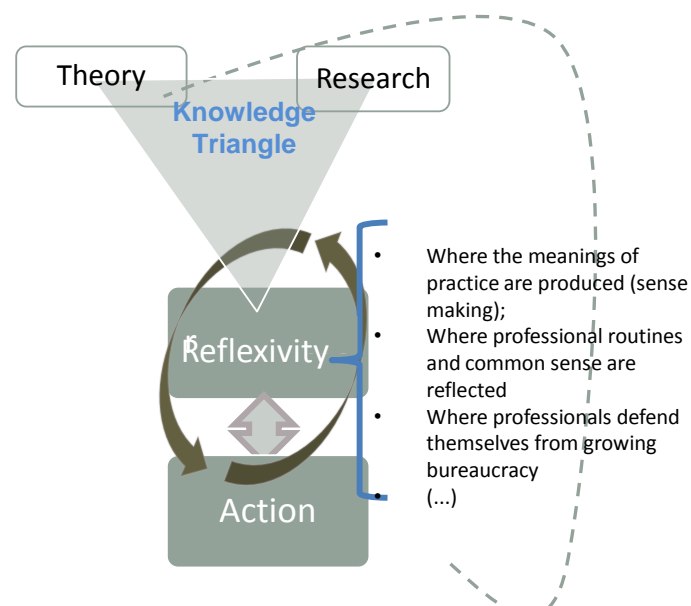 Theory
Research
Knowledge
Triangle
Reflexivity
Action
• Where the meanings of
practice are produced (sense
making);
• Where professional routines
and common sense are
reflected
• Where professionals defend
themselves from growing
bureaucracy
• (...)